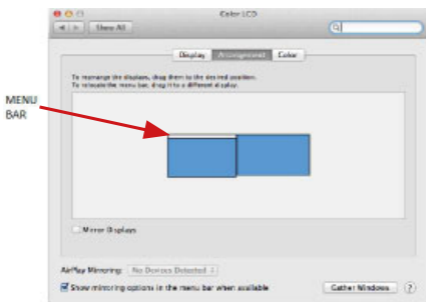 Color LCD
Show All
Display Arrangement Color
To rearrange the displays, drag them to the desired position.
To relocate the menu bar, drag it to a different display.
MENU
BAR
Mirror Displays
AirPlay Mirroring: No Devices Detected
Show mirroring options in the menu bar when available
Gather Windows ?